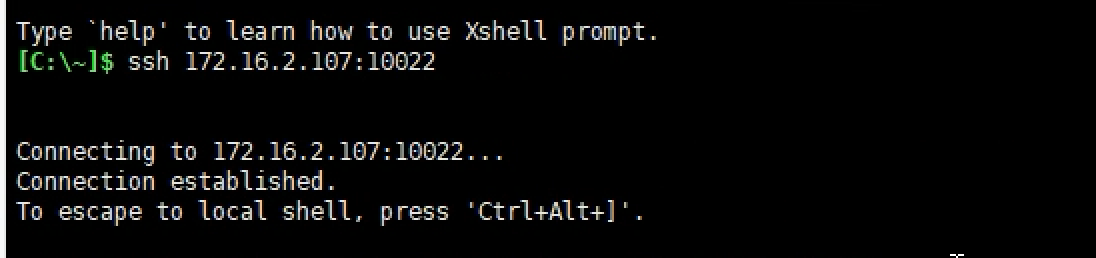 Type `help' to learn how to use Xshell prompt.
[C:\~]$ ssh 172.16.2.107:10022
Connecting to 172.16.2.107:10022...
Connection established.
To escape to local shell, press 'Ctrl+Alt+]'.